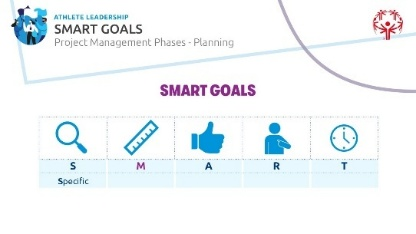 ATHLETE LEADERSHIP
SMART GOALS
Project Management Phases - Planning
SMART GOALS
S M A R T
Specific